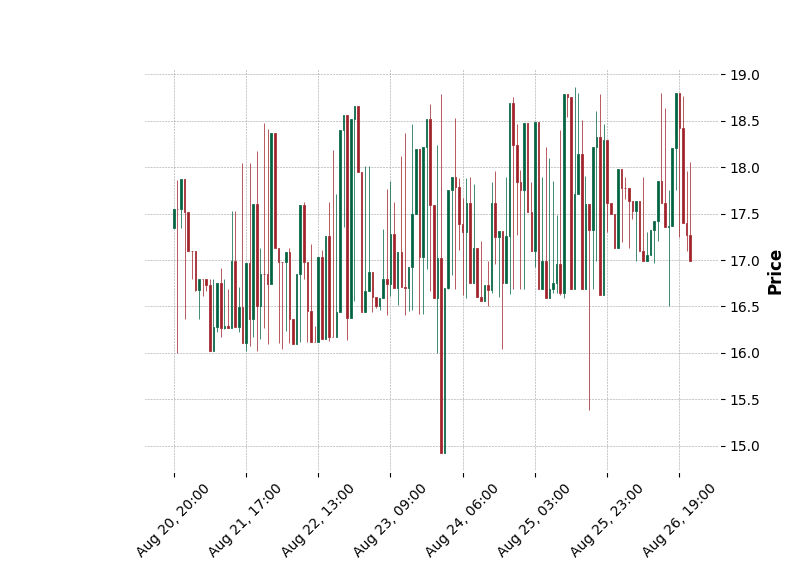 19.0
18.5
18.0
17.5
17.0
16.5
16.0
15.5
15.0
Price
Aug 20, 20:00
Aug 21, 17:00
Aug 22, 13:00
Aug 23, 09:00
Aug 24, 06:00
Aug 25, 03:00
Aug 25, 23:00
Aug 26, 19:00